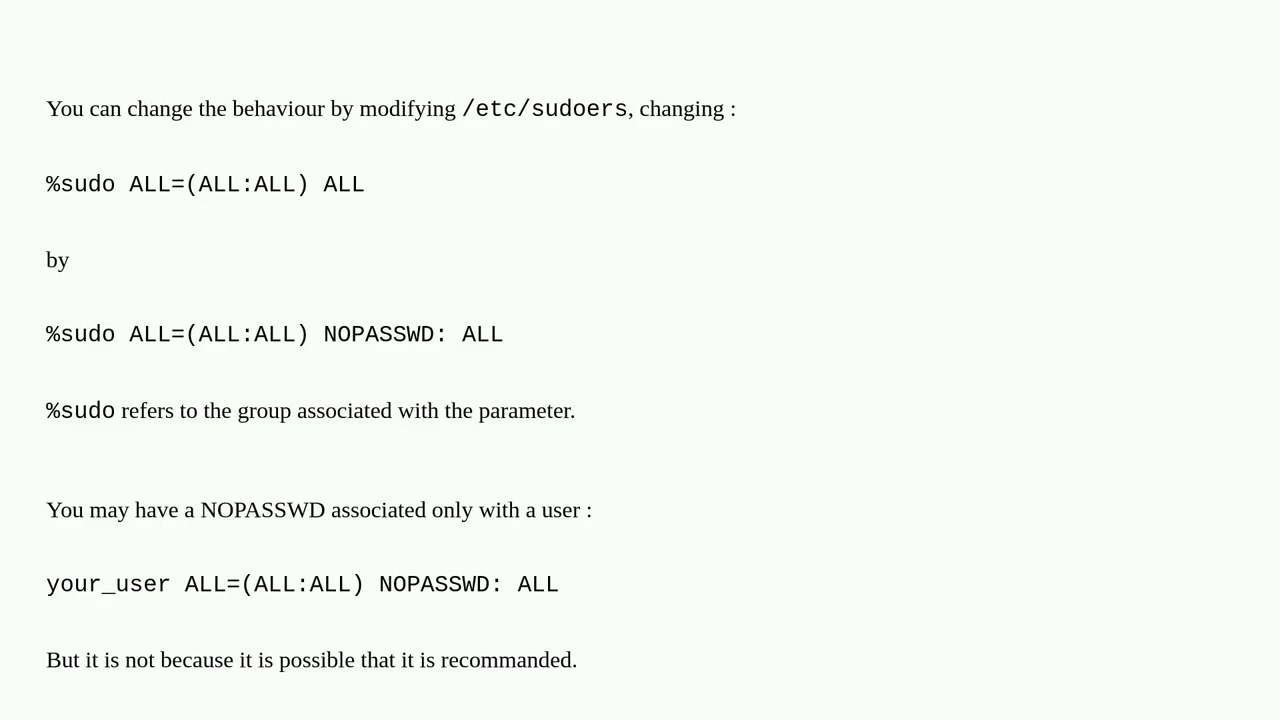 You can change the behaviour by modifying /etc/sudoers, changing :
%sudo ALL=(ALL:ALL) ALL
by
%sudo ALL=(ALL:ALL) NOPASSWD: ALL
%sudo refers to the group associated with the parameter.
You may have a NOPASSWD associated only with a user :
your_user ALL=(ALL:ALL) NOPASSWD: ALL
But it is not because it is possible that it is recommanded.